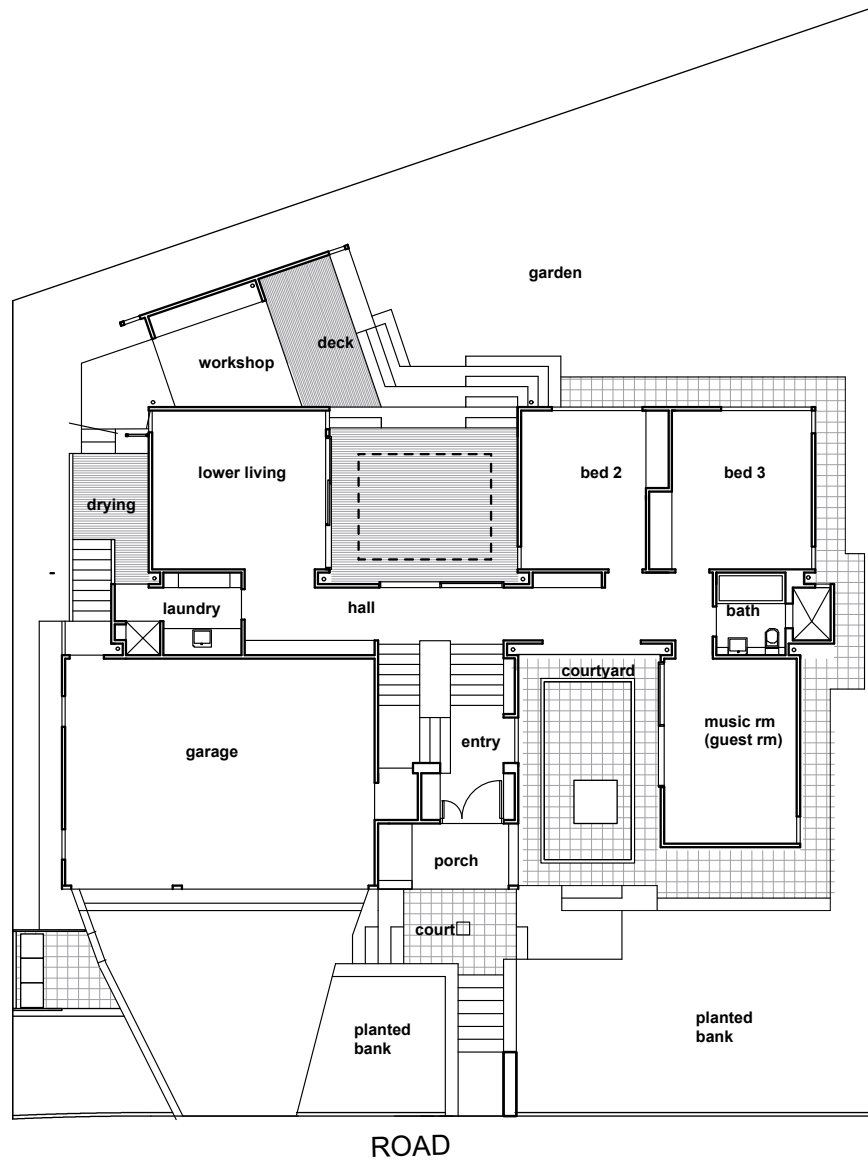 garden
deck
workshop
lower living
bed 2
bed 3
drying
laundry
hall
bath
courtyard
music rm
(guest rm)
entry
garage
porch
court
planted
bank
planted
bank
ROAD